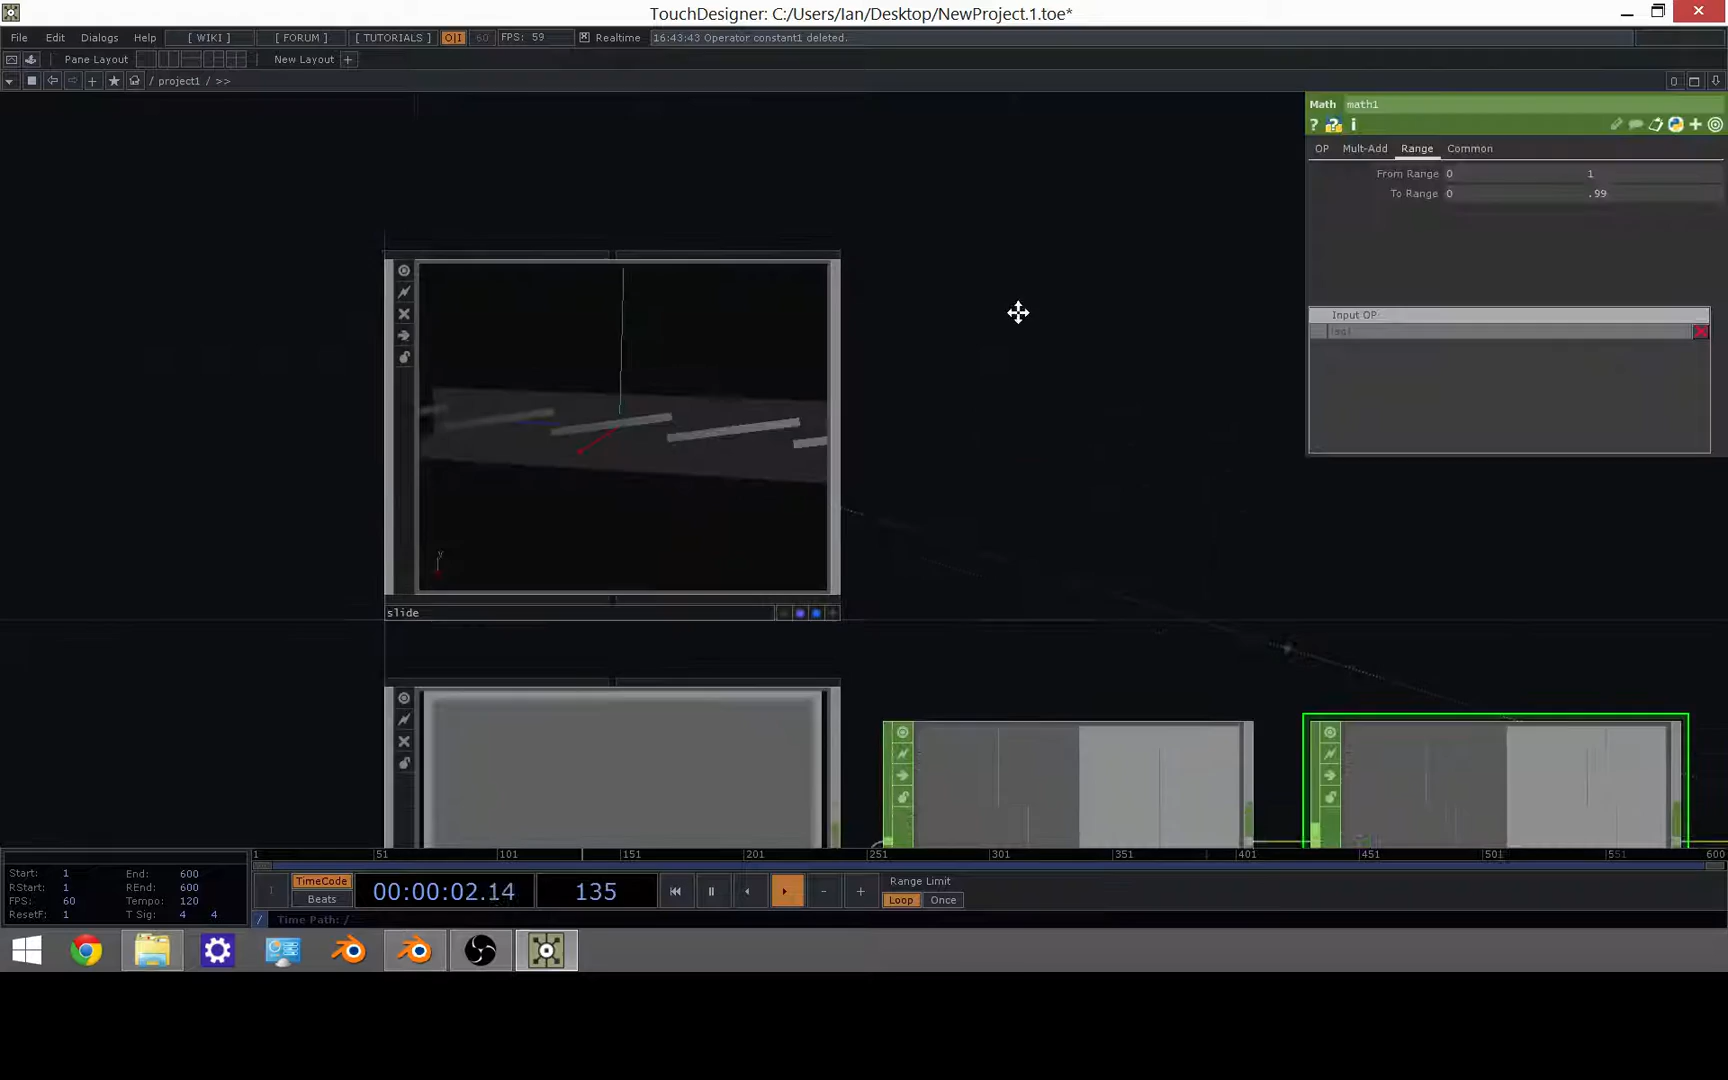 TouchDesigner: C:/Users/Ian/Desktop/NewProject.1.toe*
File Edit Dialogs Help [ WIKI ] [ FORUM ] [ TUTORIALS ] O|I 60 FPS: 59 Realtime 16:43:43 Operator constant1 deleted.
Pane Layout New Layout +
/ project1 / >> 0
Math math1
? ? i
OP Mult-Add Range Common
From Range 0 1
To Range 0 .99
Input OP
y
slide
1 51 101 151 201 251 301 351 401 451 501 551 600
Start: 1 End: 600
RStart: 1 REnd: 600
FPS: 60 Tempo: 120
ResetF: 1 T Sig: 4 4
TimeCode
Beats
00:00:02.14 135
Range Limit
Loop Once
/ Time Path: /